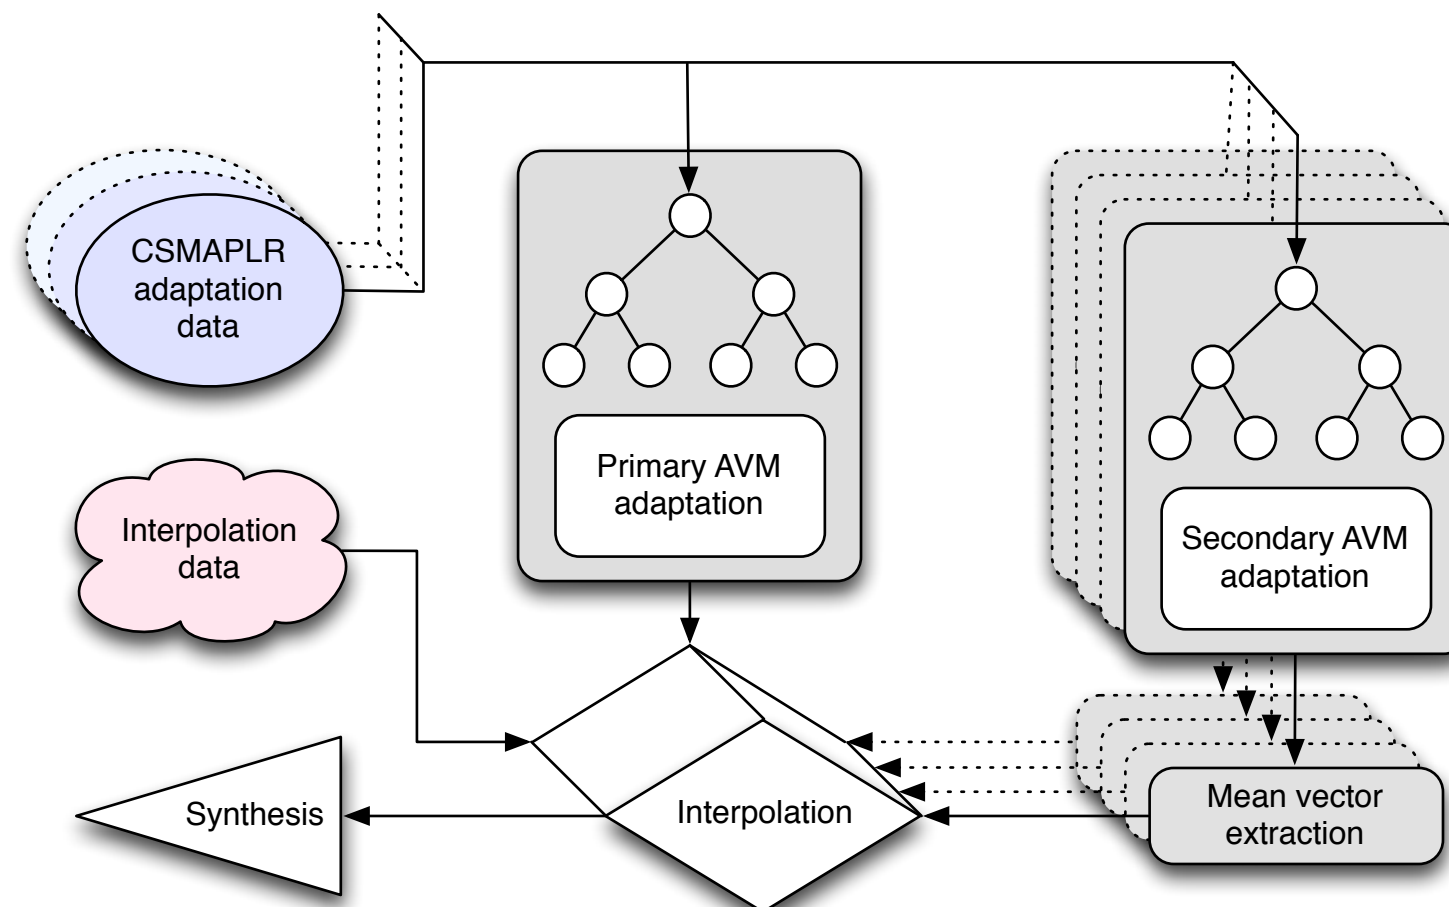 CSMAPLR
adaptation
data
Primary AVM
adaptation
Secondary AVM
adaptation
Interpolation
data
Synthesis
Interpolation
Mean vector
extraction